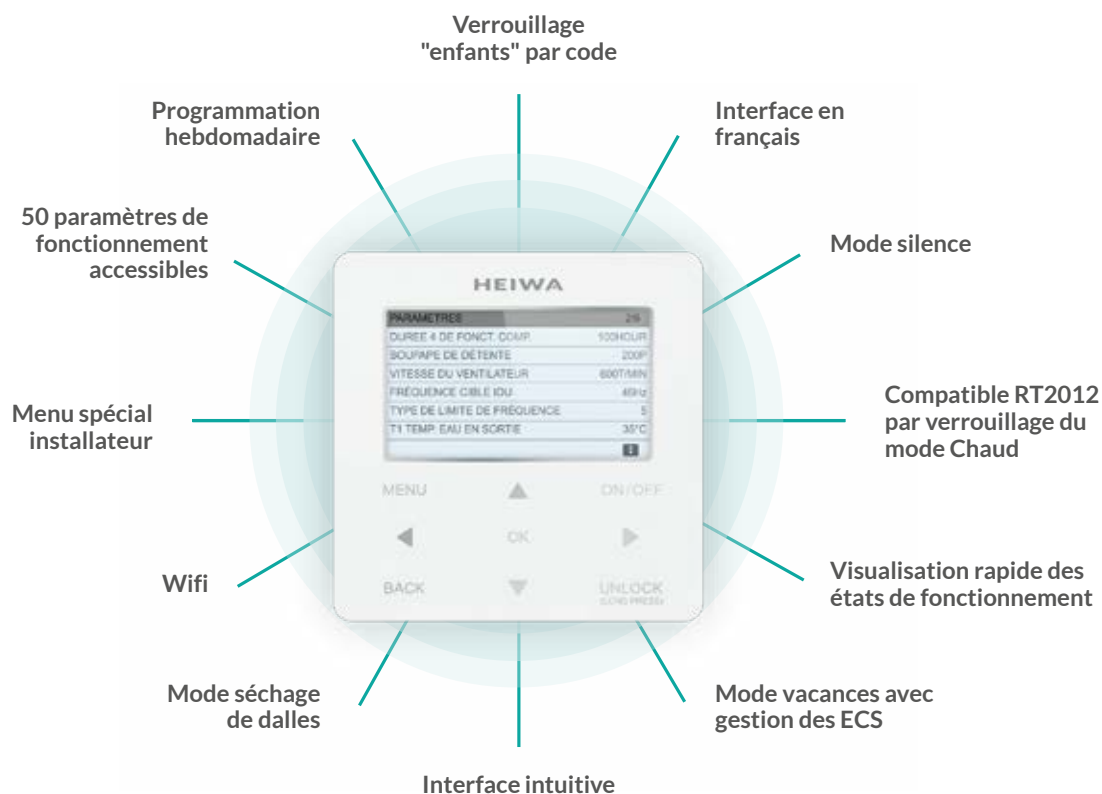 Verrouillage
"enfants" par code
Programmation
hebdomadaire
Interface en
français
50 paramètres de
fonctionnement
accessibles
Mode silence
HEIWA
PARAMETRES 2/9
DUREE 4 DE FONCT. COMP. 100HOUR
SOUPAPE DE DÉTENTE 200P
VITESSE DU VENTILATEUR 600T/MIN
FRÉQUENCE CIBLE IDU 46Hz
TYPE DE LIMITE DE FRÉQUENCE 5
T1 TEMP. EAU EN SORTIE 35°C
Menu spécial
installateur
Compatible RT2012
par verrouillage du
mode Chaud
MENU ON/OFF
OK
BACK UNLOCK
(LONG PRESS)
Wifi
Visualisation rapide des
états de fonctionnement
Mode séchage
de dalles
Mode vacances avec
gestion des ECS
Interface intuitive